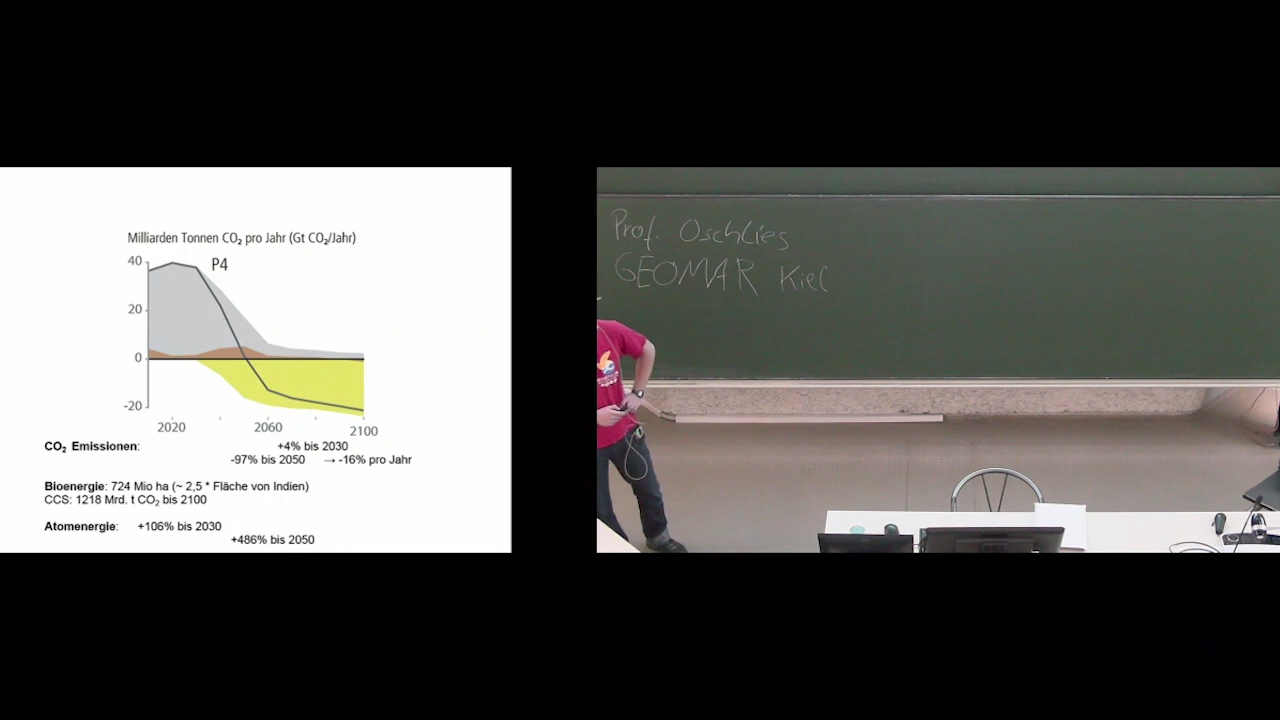 Milliarden Tonnen CO₂ pro Jahr (Gt CO₂/Jahr)
40
P4
20
0
-20
2020 2060 2100
CO₂ Emissionen: +4% bis 2030
-97% bis 2050 → -16% pro Jahr
Bioenergie: 724 Mio ha (~ 2,5 * Fläche von Indien)
CCS: 1218 Mrd. t CO₂ bis 2100
Atomenergie: +106% bis 2030
+486% bis 2050
Prof. Oschlies
GEOMAR Kiel